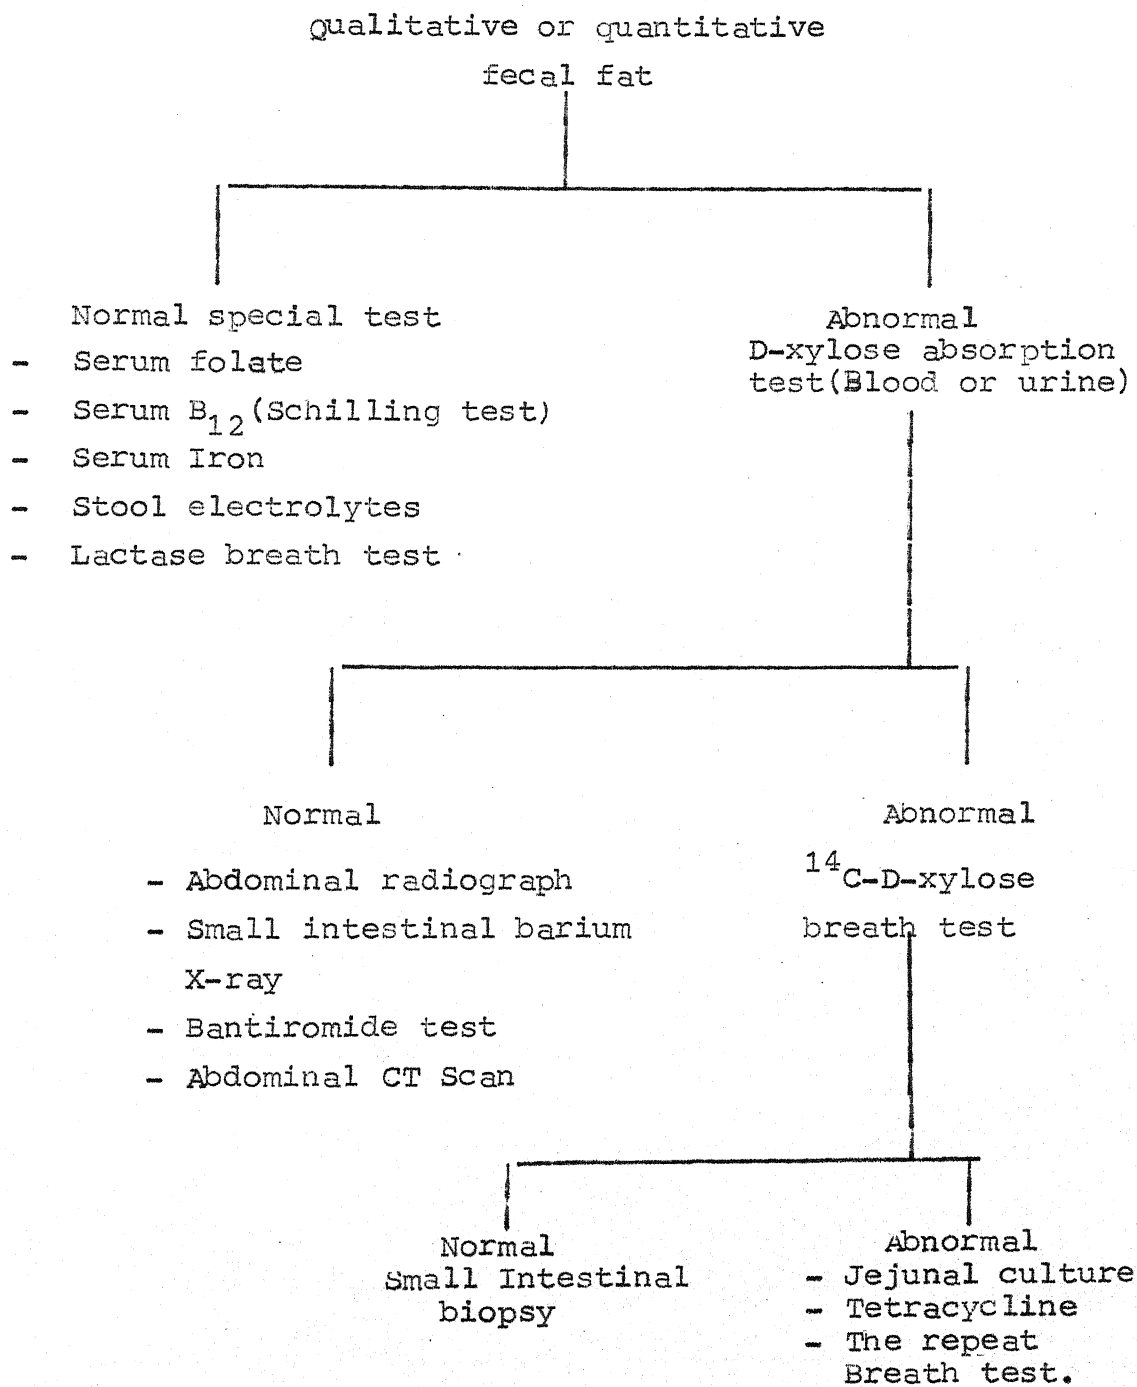 Qualitative or quantitative
fecal fat
Normal special test
- Serum folate
- Serum B12 (Schilling test)
- Serum Iron
- Stool electrolytes
- Lactase breath test
Abnormal
D-xylose absorption
test(Blood or urine)
Normal
- Abdominal radiograph
- Small intestinal barium
X-ray
- Bantiromide test
- Abdominal CT Scan
Abnormal
14C-D-xylose
breath test
Normal
Small Intestinal
biopsy
Abnormal
- Jejunal culture
- Tetracycline
- The repeat
Breath test.